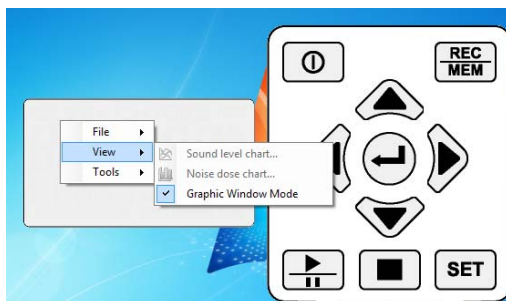 REC
MEM
File
View
Tools
Sound level chart...
Noise dose chart...
Graphic Window Mode
SET